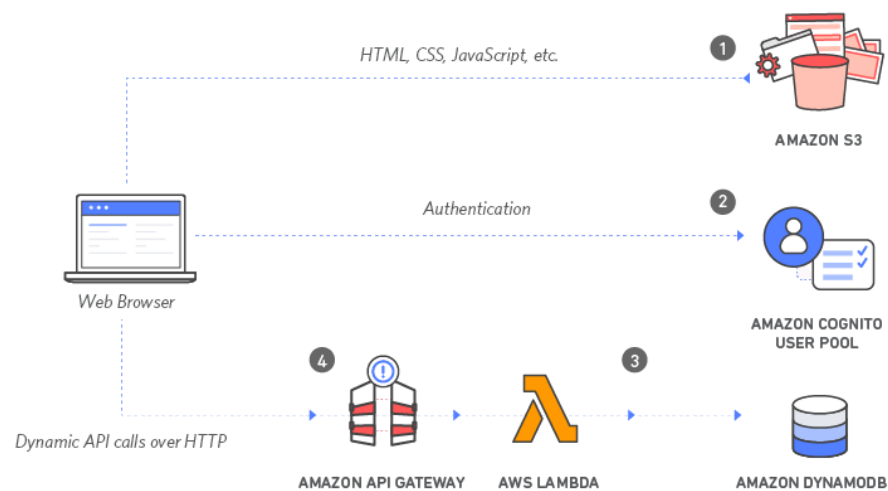 HTML, CSS, JavaScript, etc.
1
AMAZON S3
Authentication
2
Web Browser
AMAZON COGNITO
USER POOL
4
3
Dynamic API calls over HTTP
AMAZON API GATEWAY
AWS LAMBDA
AMAZON DYNAMODB